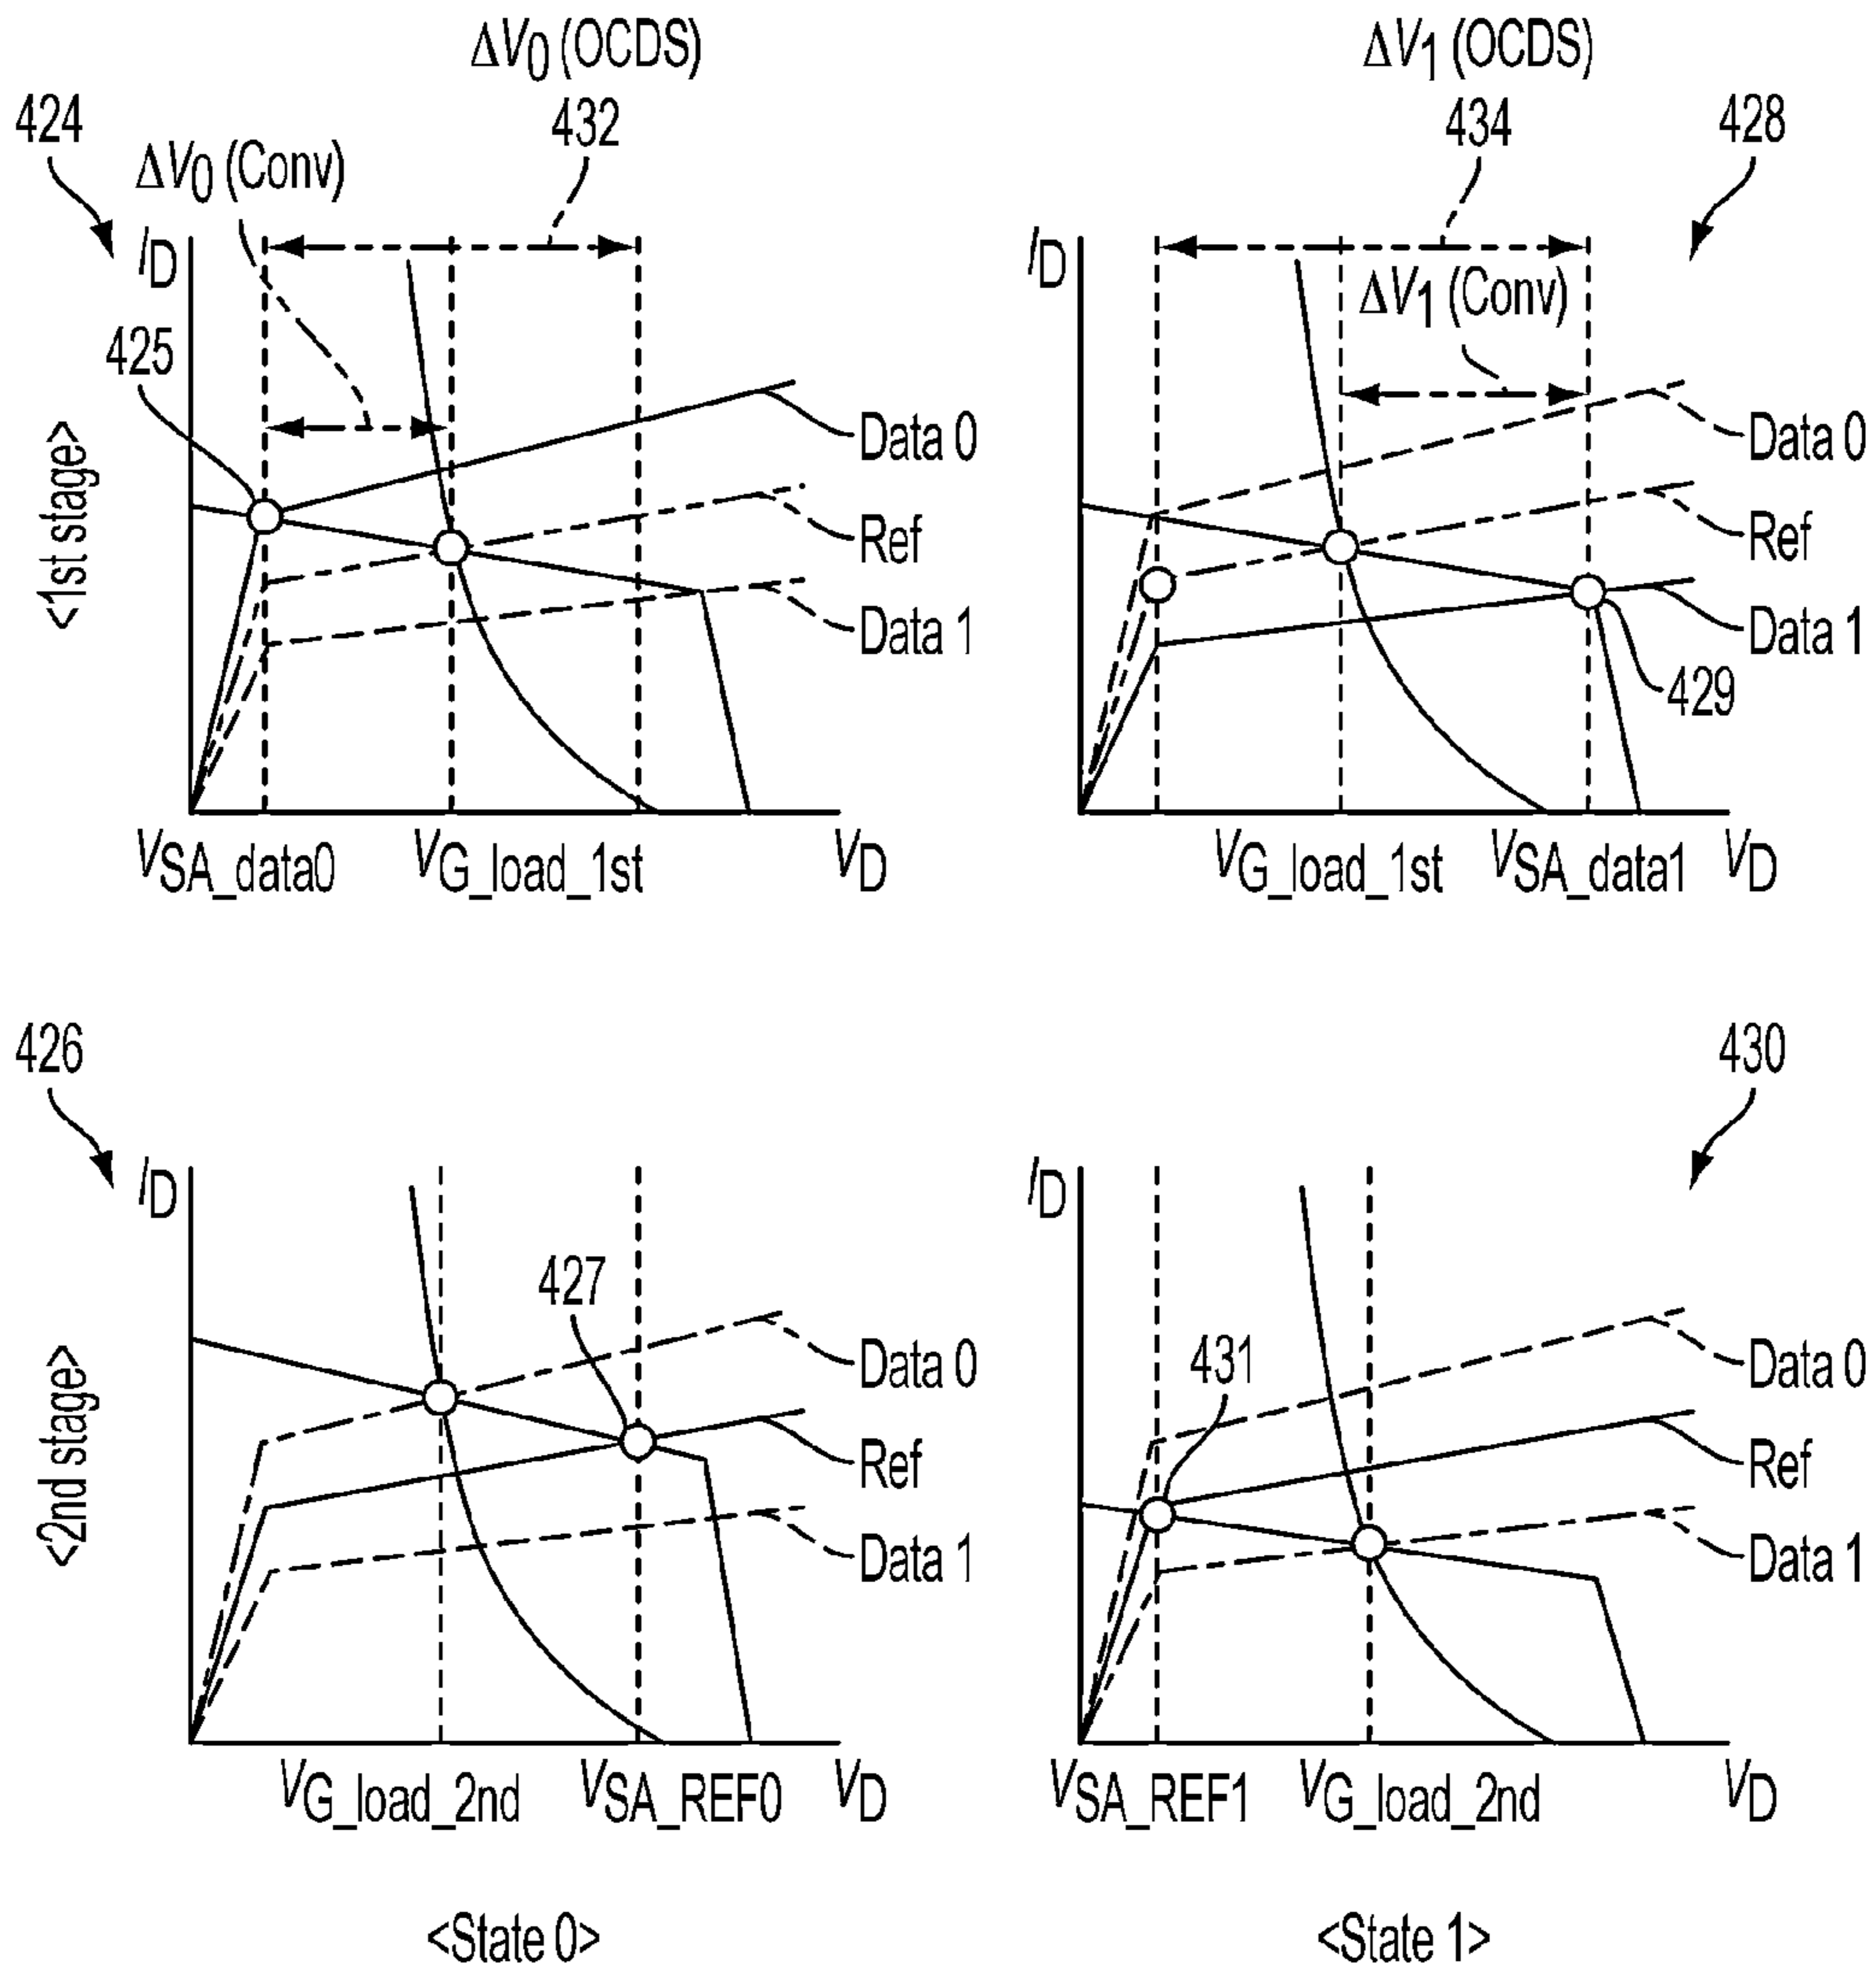 ΔV0 (OCDS)
ΔV1 (OCDS)
424
432
434
428
ΔV0 (Conv)
ID
ID
ΔV1 (Conv)
425
<1st stage>
Data 0
Ref
Data 1
Data 0
Ref
Data 1
429
VSA_data0
VG_load_1st
VD
VG_load_1st
VSA_data1
VD
426
430
ID
ID
427
431
<2nd stage>
Data 0
Ref
Data 1
Data 0
Ref
Data 1
VG_load_2nd
VSA_REF0
VD
VSA_REF1
VG_load_2nd
VD
<State 0>
<State 1>